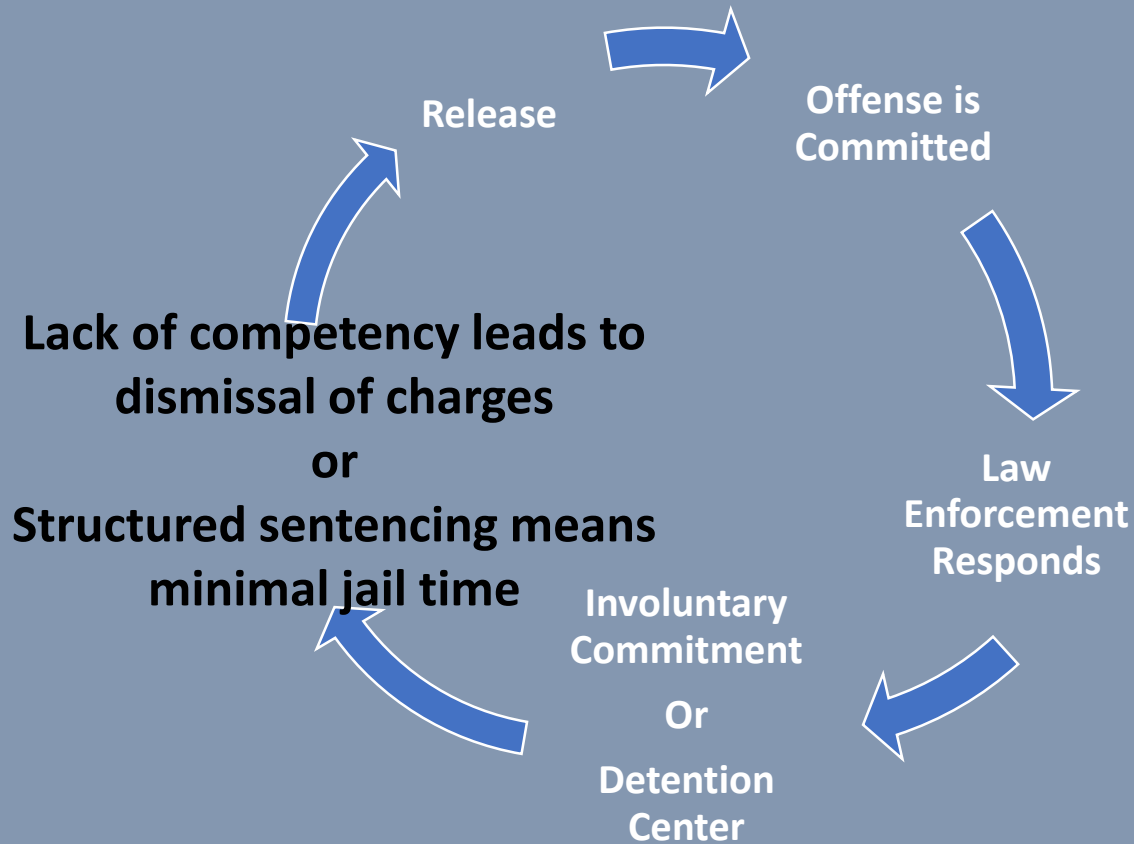 Release
Offense is
Committed
Law
Enforcement
Responds
Involuntary
Commitment
Or
Detention
Center
Lack of competency leads to
dismissal of charges
or
Structured sentencing means
minimal jail time